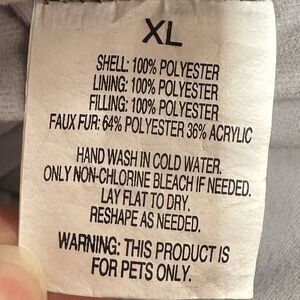 XL
SHELL: 100% POLYESTER
LINING: 100% POLYESTER
FILLING: 100% POLYESTER
FAUX FUR: 64% POLYESTER 36% ACRYLIC
HAND WASH IN COLD WATER.
ONLY NON-CHLORINE BLEACH IF NEEDED.
LAY FLAT TO DRY.
RESHAPE AS NEEDED.
WARNING: THIS PRODUCT IS
FOR PETS ONLY.